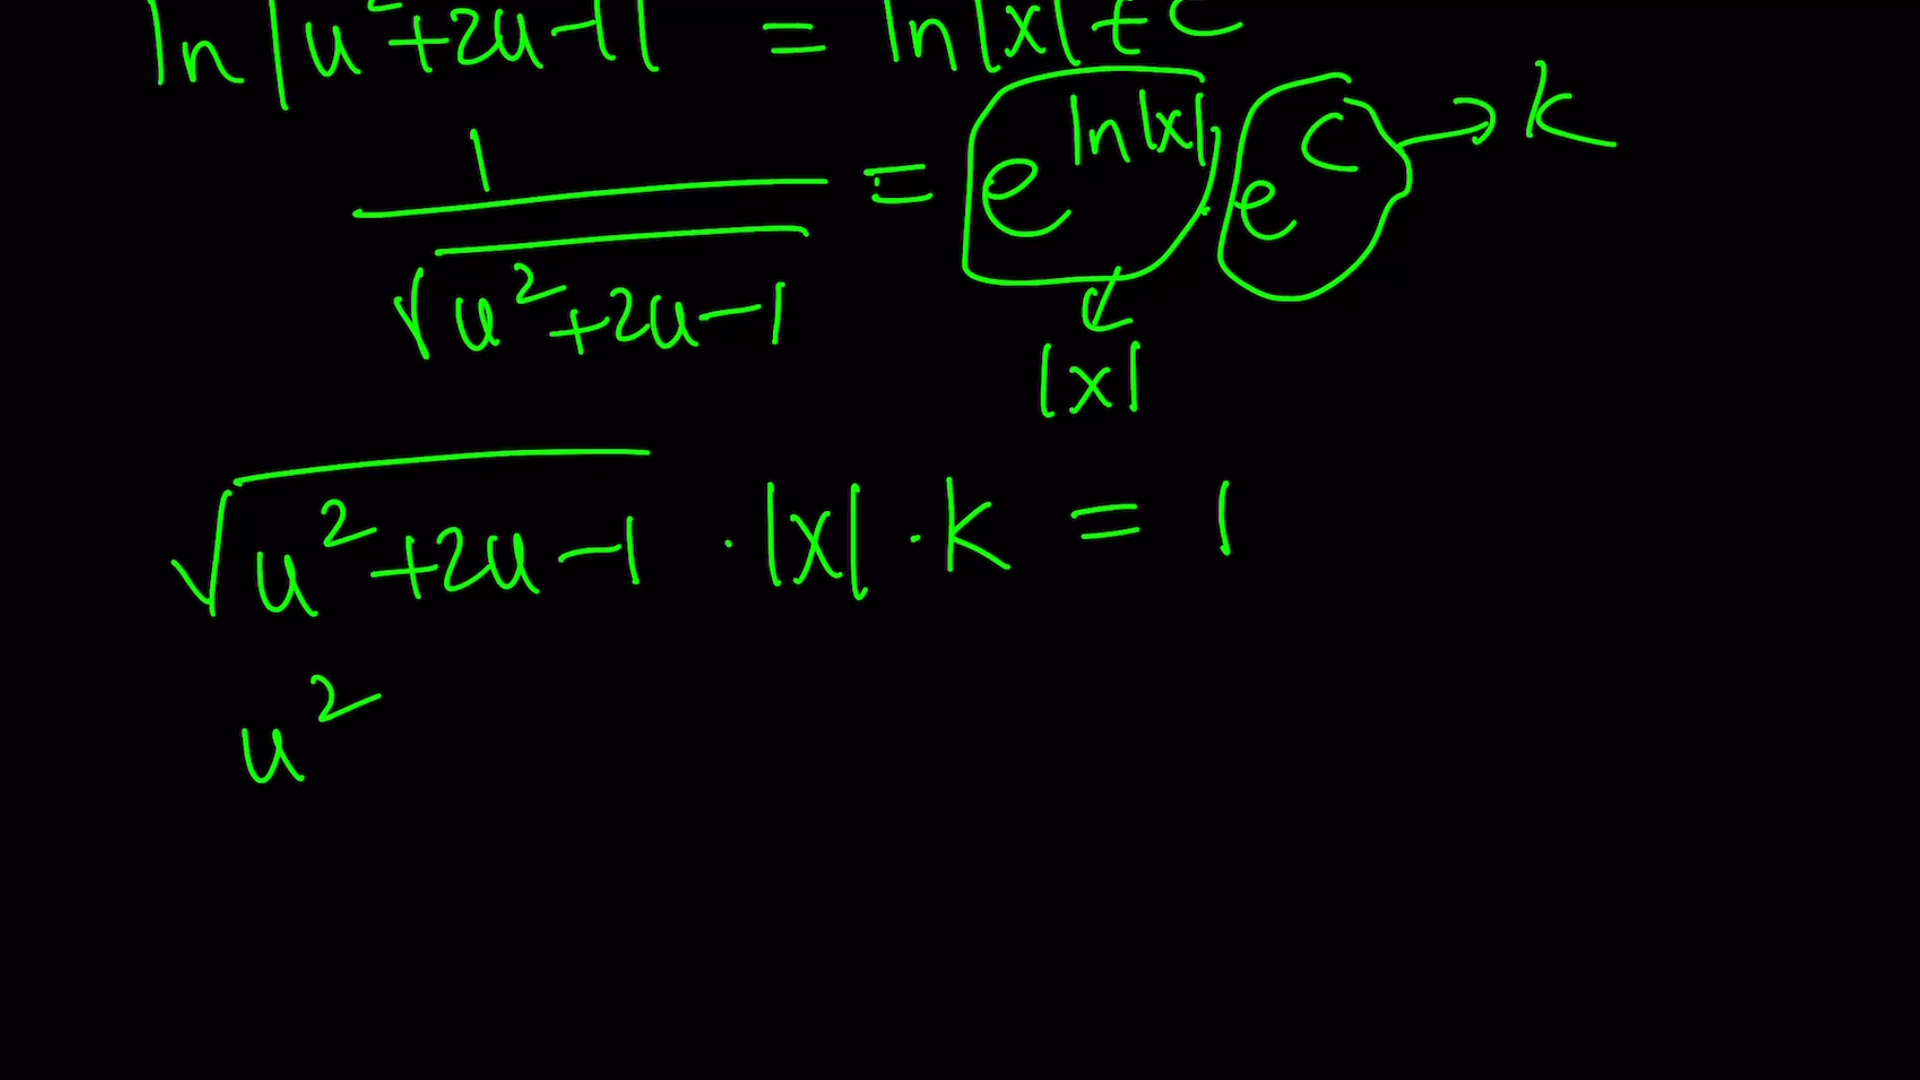 ln|u²+2u-1| = ln|x| + C
1/√(u²+2u-1) = e^(ln|x|) · e^C → k
|x|
√(u²+2u-1) · |x| · k = 1
u²